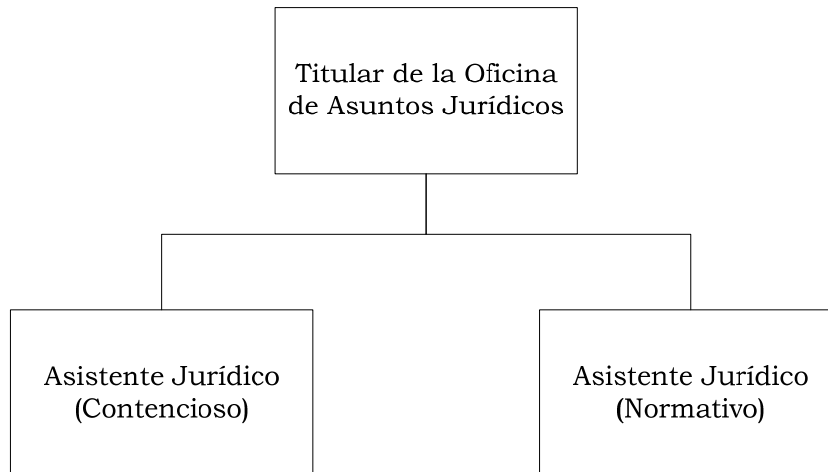 Titular de la Oficina
de Asuntos Jurídicos
Asistente Jurídico
(Contencioso)
Asistente Jurídico
(Normativo)